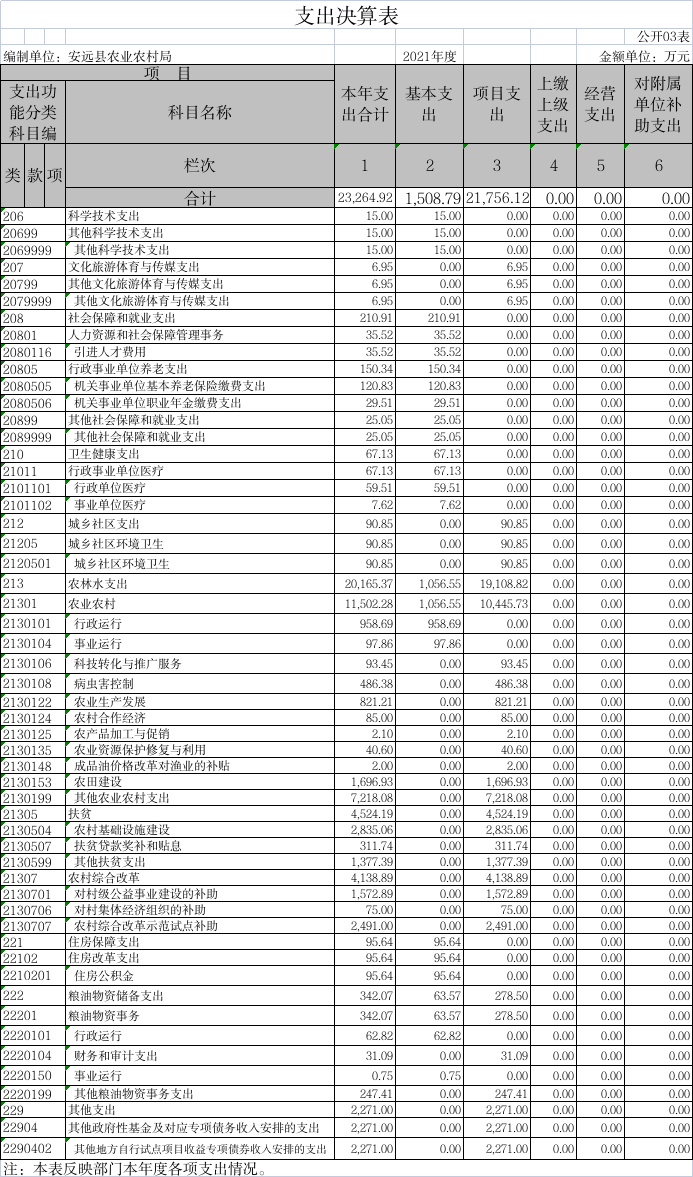 支出决算表
公开03表
编制单位：安远县农业农村局 2021年度 金额单位：万元
项 目 本年支出合计 基本支出 项目支出 上缴上级支出 经营支出 对附属单位补助支出
支出功能分类科目编 科目名称
类 款 项 栏次 1 2 3 4 5 6
合计 23,264.92 1,508.79 21,756.12 0.00 0.00 0.00
206 科学技术支出 15.00 15.00 0.00 0.00 0.00 0.00
20699 其他科学技术支出 15.00 15.00 0.00 0.00 0.00 0.00
2069999 其他科学技术支出 15.00 15.00 0.00 0.00 0.00 0.00
207 文化旅游体育与传媒支出 6.95 0.00 6.95 0.00 0.00 0.00
20799 其他文化旅游体育与传媒支出 6.95 0.00 6.95 0.00 0.00 0.00
2079999 其他文化旅游体育与传媒支出 6.95 0.00 6.95 0.00 0.00 0.00
208 社会保障和就业支出 210.91 210.91 0.00 0.00 0.00 0.00
20801 人力资源和社会保障管理事务 35.52 35.52 0.00 0.00 0.00 0.00
2080116 引进人才费用 35.52 35.52 0.00 0.00 0.00 0.00
20805 行政事业单位养老支出 150.34 150.34 0.00 0.00 0.00 0.00
2080505 机关事业单位基本养老保险缴费支出 120.83 120.83 0.00 0.00 0.00 0.00
2080506 机关事业单位职业年金缴费支出 29.51 29.51 0.00 0.00 0.00 0.00
20899 其他社会保障和就业支出 25.05 25.05 0.00 0.00 0.00 0.00
2089999 其他社会保障和就业支出 25.05 25.05 0.00 0.00 0.00 0.00
210 卫生健康支出 67.13 67.13 0.00 0.00 0.00 0.00
21011 行政事业单位医疗 67.13 67.13 0.00 0.00 0.00 0.00
2101101 行政单位医疗 59.51 59.51 0.00 0.00 0.00 0.00
2101102 事业单位医疗 7.62 7.62 0.00 0.00 0.00 0.00
212 城乡社区支出 90.85 0.00 90.85 0.00 0.00 0.00
21205 城乡社区环境卫生 90.85 0.00 90.85 0.00 0.00 0.00
2120501 城乡社区环境卫生 90.85 0.00 90.85 0.00 0.00 0.00
213 农林水支出 20,165.37 1,056.55 19,108.82 0.00 0.00 0.00
21301 农业农村 11,502.28 1,056.55 10,445.73 0.00 0.00 0.00
2130101 行政运行 958.69 958.69 0.00 0.00 0.00 0.00
2130104 事业运行 97.86 97.86 0.00 0.00 0.00 0.00
2130106 科技转化与推广服务 93.45 0.00 93.45 0.00 0.00 0.00
2130108 病虫害控制 486.38 0.00 486.38 0.00 0.00 0.00
2130122 农业生产发展 821.21 0.00 821.21 0.00 0.00 0.00
2130124 农村合作经济 85.00 0.00 85.00 0.00 0.00 0.00
2130125 农产品加工与促销 2.10 0.00 2.10 0.00 0.00 0.00
2130135 农业资源保护修复与利用 40.60 0.00 40.60 0.00 0.00 0.00
2130148 成品油价格改革对渔业的补贴 2.00 0.00 2.00 0.00 0.00 0.00
2130153 农田建设 1,696.93 0.00 1,696.93 0.00 0.00 0.00
2130199 其他农业农村支出 7,218.08 0.00 7,218.08 0.00 0.00 0.00
21305 扶贫 4,524.19 0.00 4,524.19 0.00 0.00 0.00
2130504 农村基础设施建设 2,835.06 0.00 2,835.06 0.00 0.00 0.00
2130507 扶贫贷款奖补和贴息 311.74 0.00 311.74 0.00 0.00 0.00
2130599 其他扶贫支出 1,377.39 0.00 1,377.39 0.00 0.00 0.00
21307 农村综合改革 4,138.89 0.00 4,138.89 0.00 0.00 0.00
2130701 对村级公益事业建设的补助 1,572.89 0.00 1,572.89 0.00 0.00 0.00
2130706 对村集体经济组织的补助 75.00 0.00 75.00 0.00 0.00 0.00
2130707 农村综合改革示范试点补助 2,491.00 0.00 2,491.00 0.00 0.00 0.00
221 住房保障支出 95.64 95.64 0.00 0.00 0.00 0.00
22102 住房改革支出 95.64 95.64 0.00 0.00 0.00 0.00
2210201 住房公积金 95.64 95.64 0.00 0.00 0.00 0.00
222 粮油物资储备支出 342.07 63.57 278.50 0.00 0.00 0.00
22201 粮油物资事务 342.07 63.57 278.50 0.00 0.00 0.00
2220101 行政运行 62.82 62.82 0.00 0.00 0.00 0.00
2220104 财务和审计支出 31.09 0.00 31.09 0.00 0.00 0.00
2220150 事业运行 0.75 0.75 0.00 0.00 0.00 0.00
2220199 其他粮油物资事务支出 247.41 0.00 247.41 0.00 0.00 0.00
229 其他支出 2,271.00 0.00 2,271.00 0.00 0.00 0.00
22904 其他政府性基金及对应专项债务收入安排的支出 2,271.00 0.00 2,271.00 0.00 0.00 0.00
2290402 其他地方自行试点项目收益专项债券收入安排的支出 2,271.00 0.00 2,271.00 0.00 0.00 0.00
注：本表反映部门本年度各项支出情况。